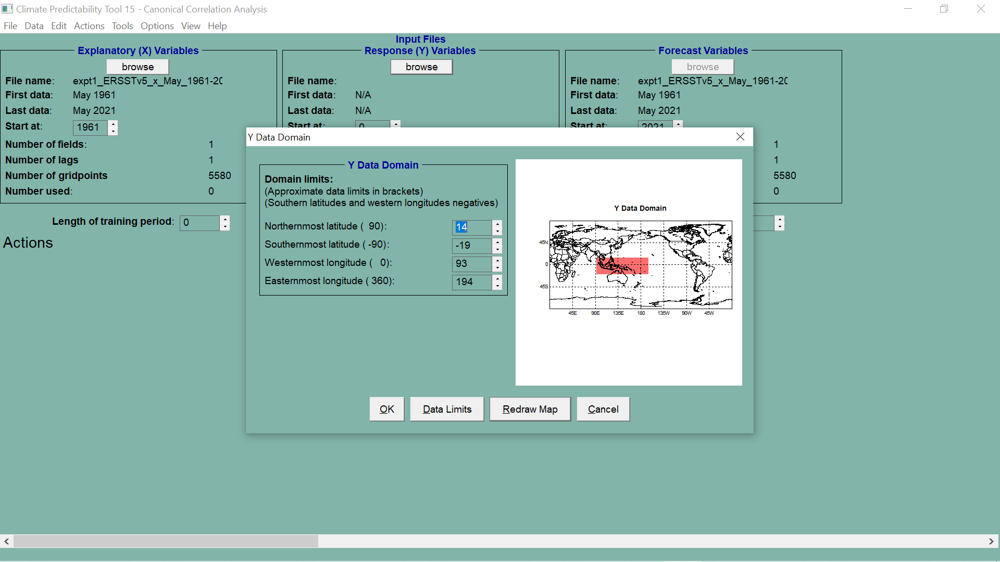 Climate Predictability Tool 15 - Canonical Correlation Analysis
File Data Edit Actions Tools Options View Help
Input Files
Explanatory (X) Variables
browse
File name: expt1_ERSSTv5_x_May_1961-20
First data: May 1961
Last data: May 2021
Start at: 1961
Number of fields: 1
Number of lags 1
Number of gridpoints 5580
Number used: 0
Response (Y) Variables
browse
File name:
First data: N/A
Last data: N/A
Start at: 0
Forecast Variables
browse
File name: expt1_ERSSTv5_x_May_1961-20
First data: May 1961
Last data: May 2021
Start at: 2021
1
1
5580
0
Length of training period: 0
Actions
Y Data Domain
Y Data Domain
Domain limits:
(Approximate data limits in brackets)
(Southern latitudes and western longitudes negatives)
Northernmost latitude ( 90): 14
Southernmost latitude ( -90): -19
Westernmost longitude ( 0): 93
Easternmost longitude ( 360): 194
Y Data Domain
45N
0
45S
45E 90E 135E 180 135W 90W 45W
OK Data Limits Redraw Map Cancel